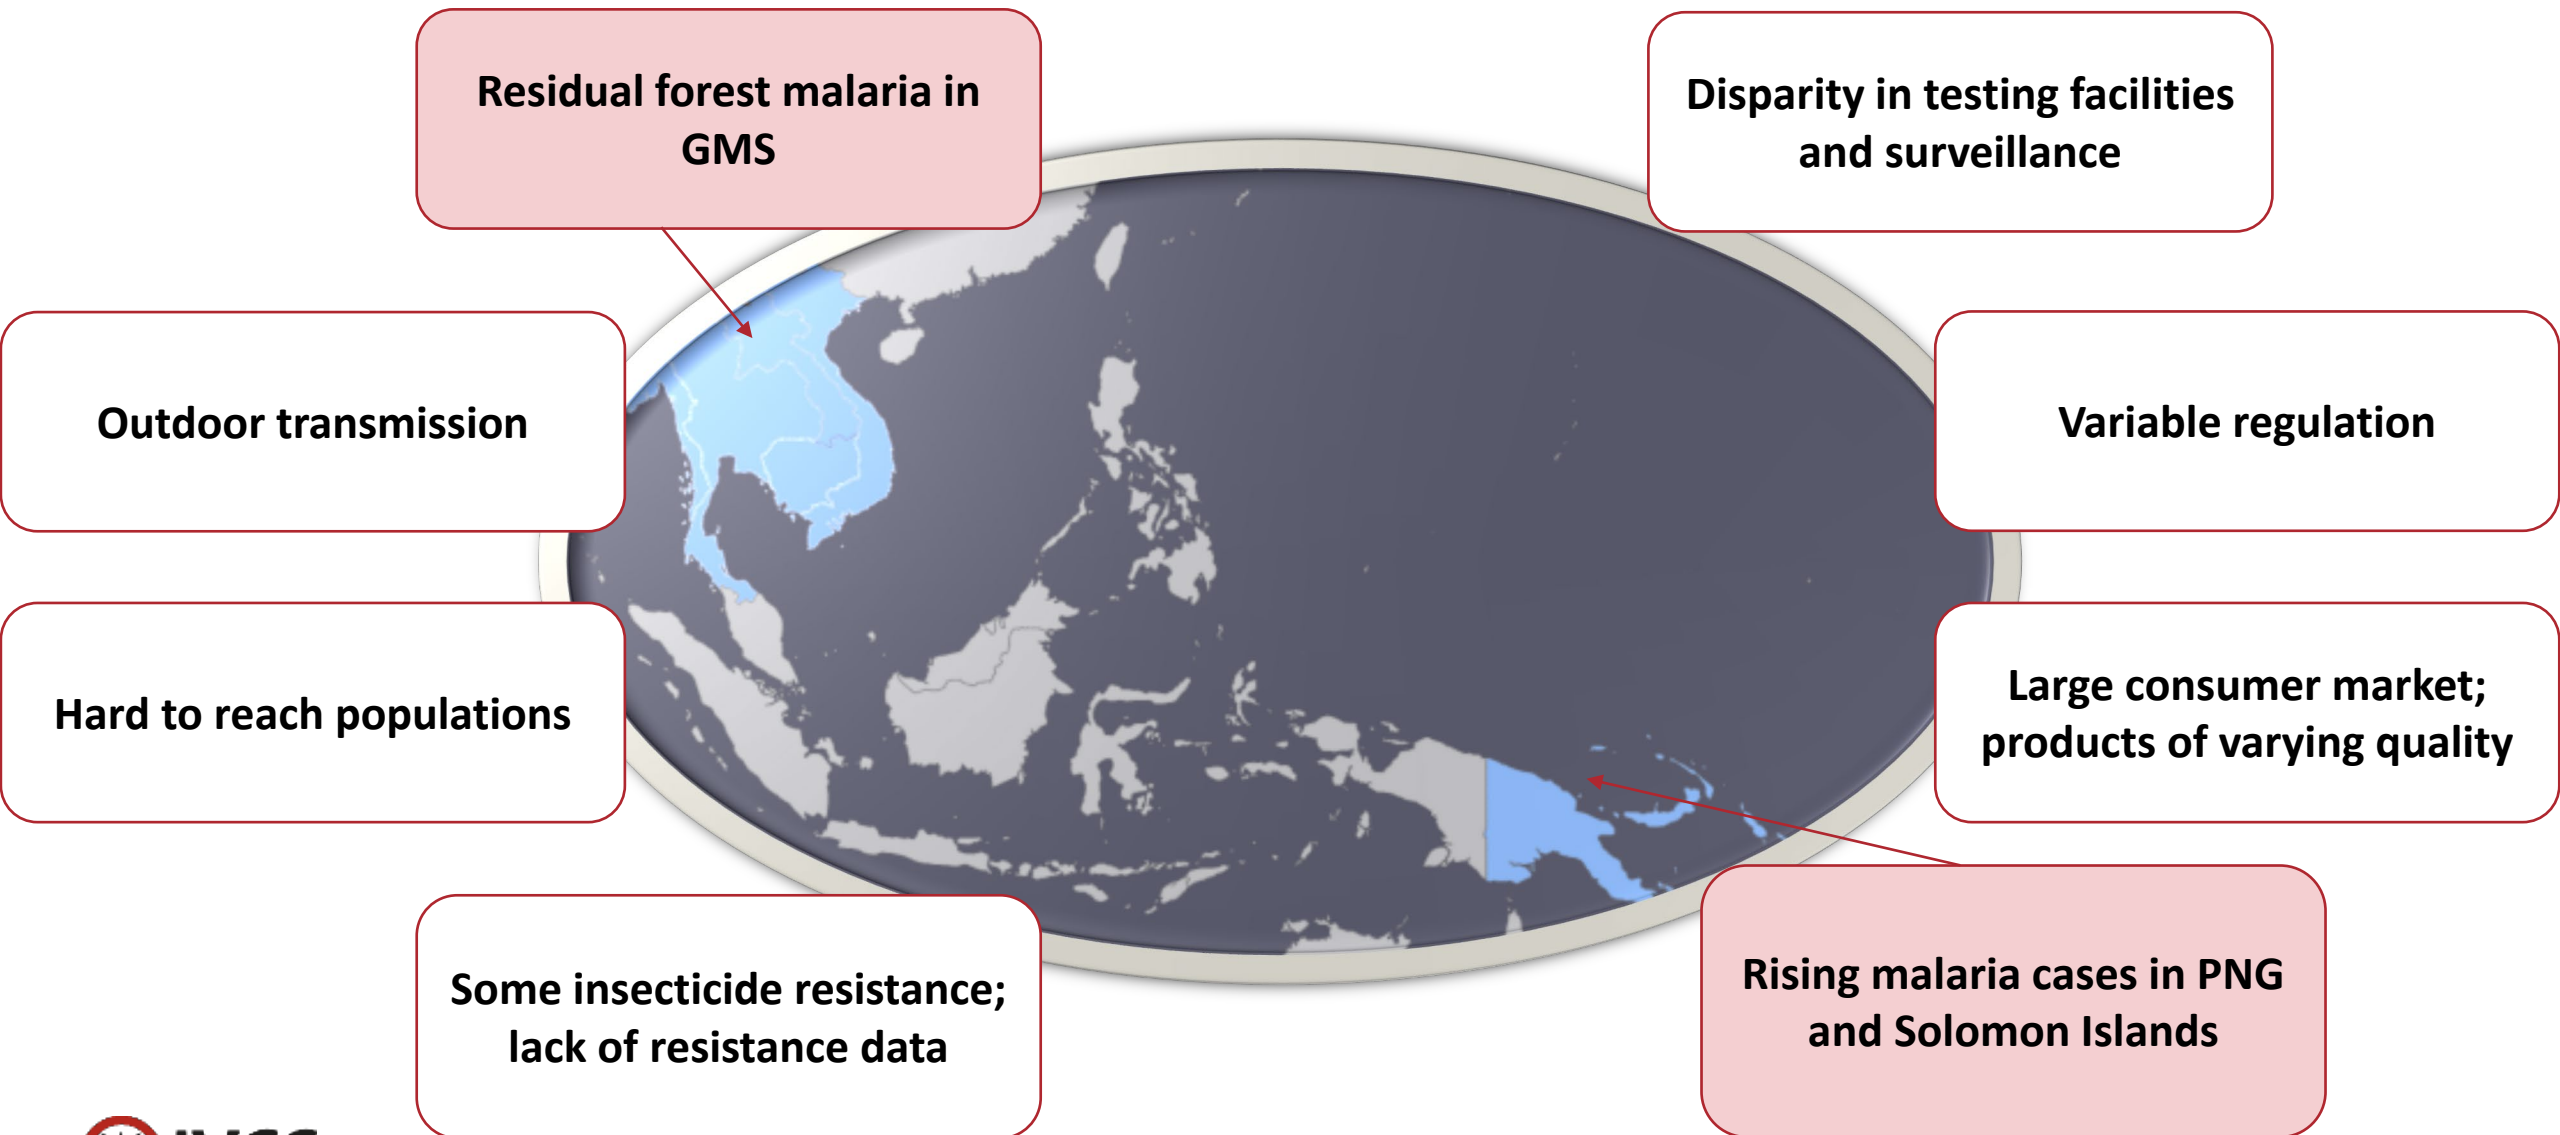 Residual forest malaria in
GMS
Disparity in testing facilities
and surveillance
Outdoor transmission
Variable regulation
Hard to reach populations
Large consumer market;
products of varying quality
Some insecticide resistance;
lack of resistance data
Rising malaria cases in PNG
and Solomon Islands